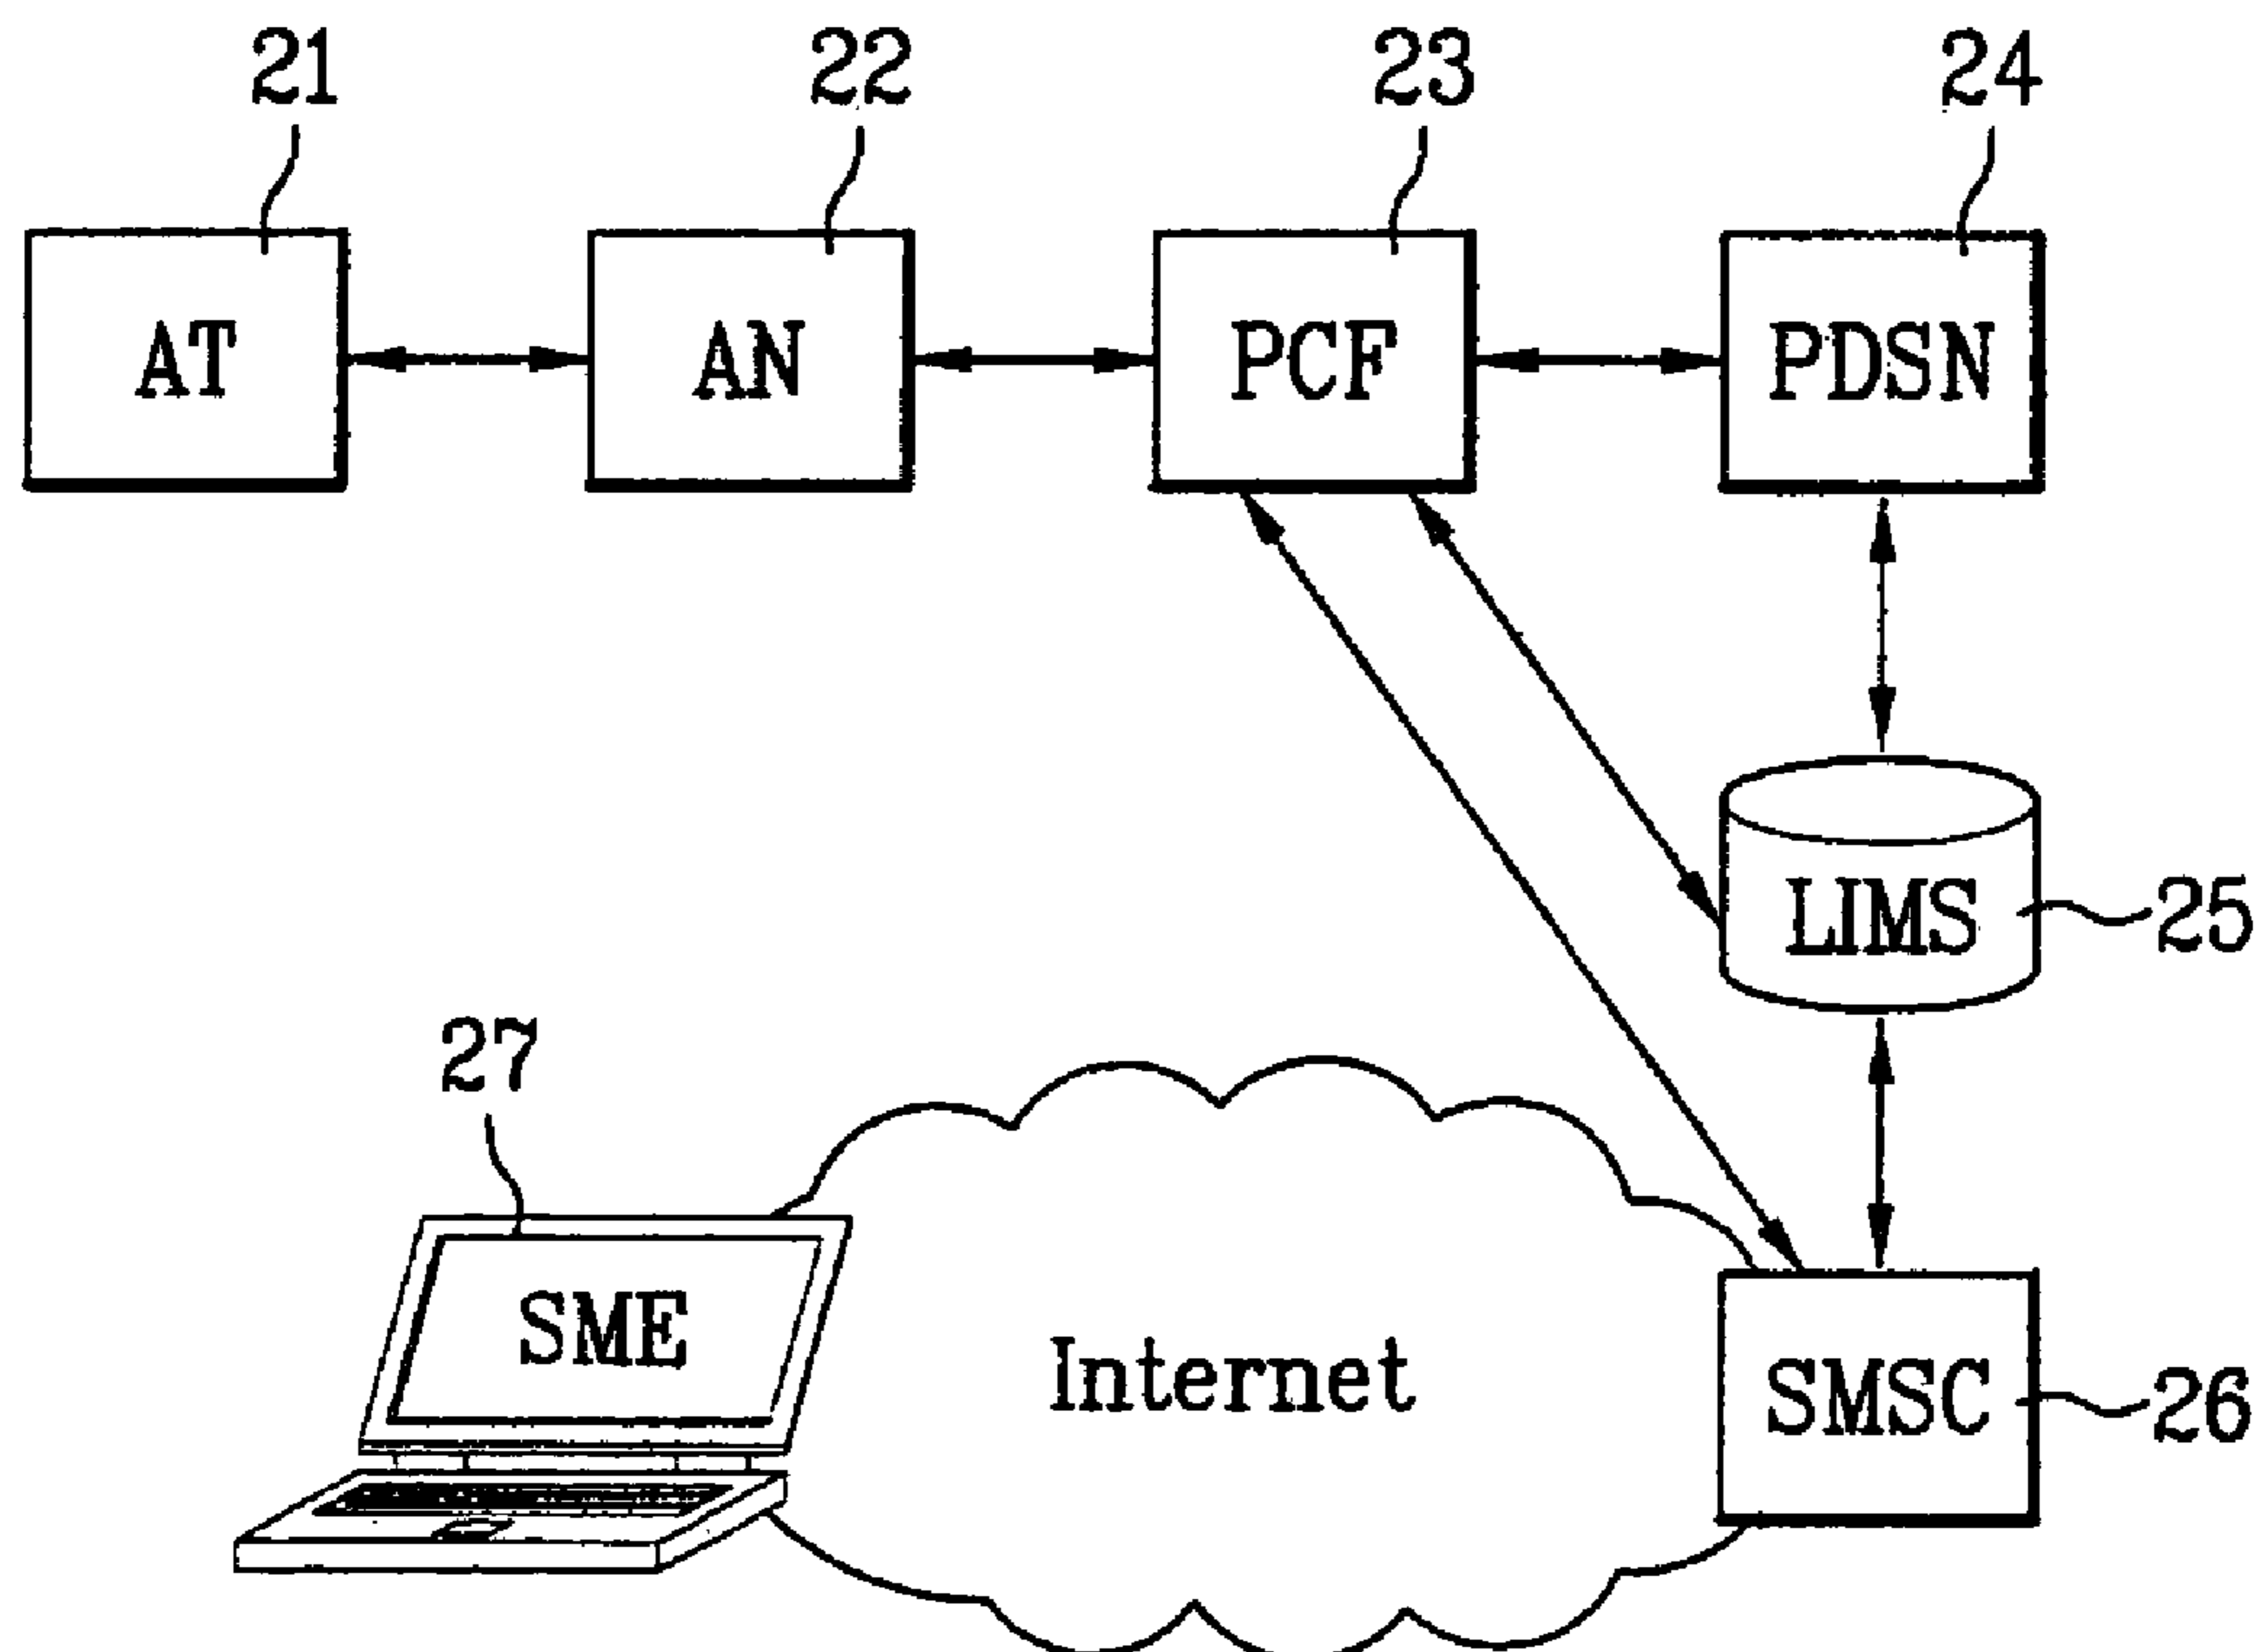 21 22 23 24
AT AN PCF PDSN
LIMS 25
27
SME
Internet
SMSC 26